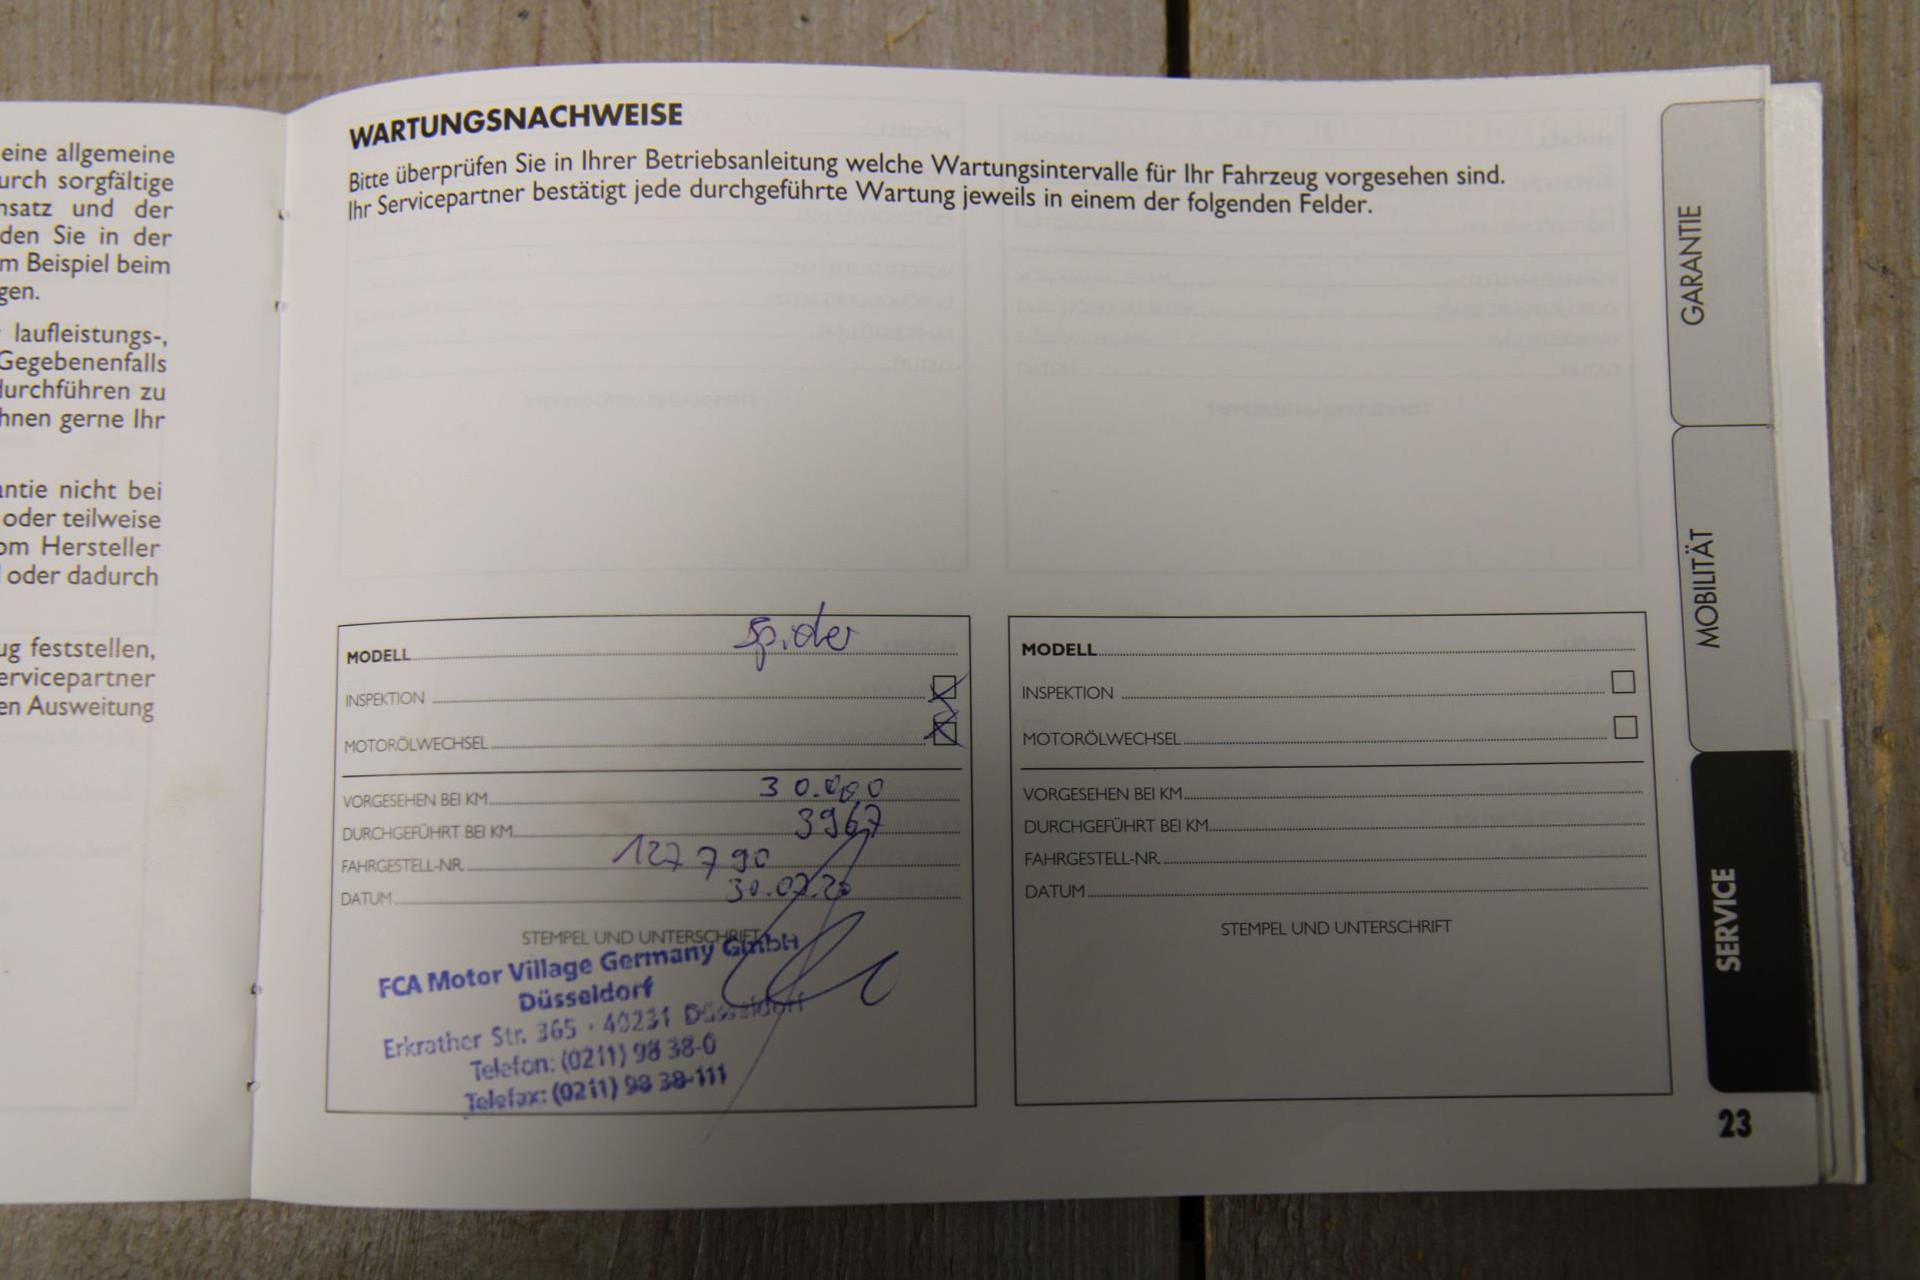 eine allgemeine
urch sorgfältige
nsatz und der
den Sie in der
m Beispiel beim
gen.
laufleistungs-,
Gegebenenfalls
durchführen zu
hnen gerne Ihr
antie nicht bei
oder teilweise
om Hersteller
oder dadurch
ug feststellen,
ervicepartner
en Ausweitung
WARTUNGSNACHWEISE
Bitte überprüfen Sie in Ihrer Betriebsanleitung welche Wartungsintervalle für Ihr Fahrzeug vorgesehen sind.
Ihr Servicepartner bestätigt jede durchgeführte Wartung jeweils in einem der folgenden Felder.
MODELL Spider
INSPEKTION
MOTORÖLWECHSEL
VORGESEHEN BEI KM 30.000
DURCHGEFÜHRT BEI KM 3967
FAHRGESTELL-NR. 127790
DATUM 30.07.20
STEMPEL UND UNTERSCHRIFT
FCA Motor Village Germany GmbH
Düsseldorf
Erkrather Str. 365 · 40231 Düsseldorf
Telefon: (0211) 98 38-0
Telefax: (0211) 98 38-111
MODELL
INSPEKTION
MOTORÖLWECHSEL
VORGESEHEN BEI KM
DURCHGEFÜHRT BEI KM
FAHRGESTELL-NR.
DATUM
STEMPEL UND UNTERSCHRIFT
GARANTIE
MOBILITÄT
SERVICE
23